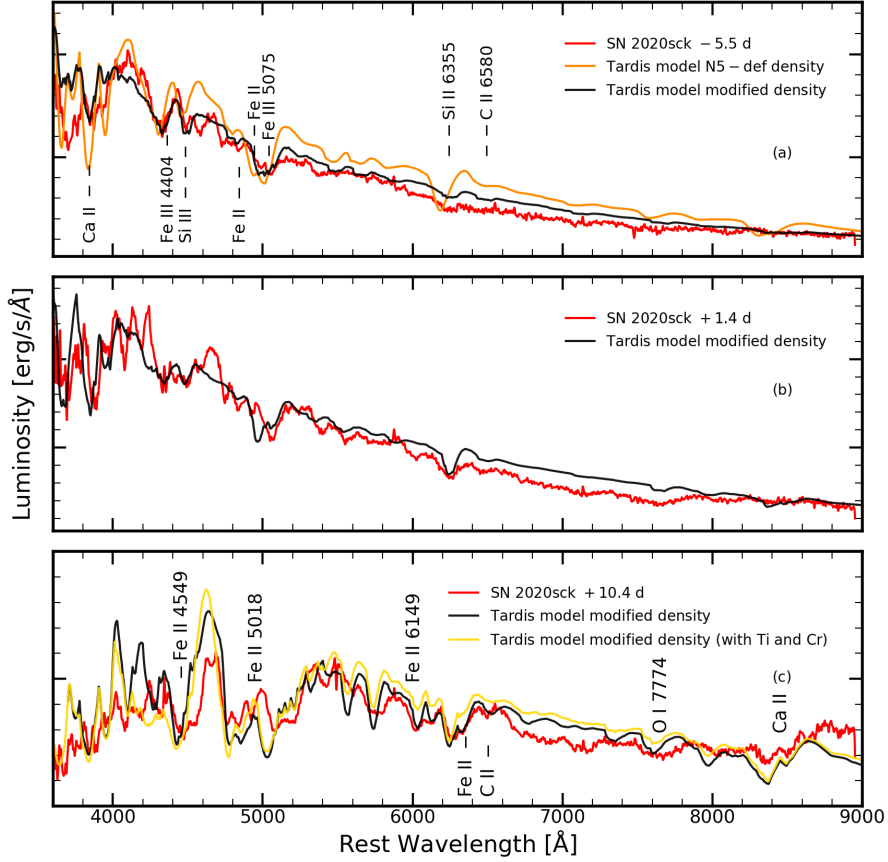 SN 2020sck − 5.5 d
Tardis model N5 − def density
Tardis model modified density
(a)
Ca II
Fe III 4404
Si III
Fe II
Fe II
Fe III 5075
Si II 6355
C II 6580
SN 2020sck + 1.4 d
Tardis model modified density
(b)
Luminosity [erg/s/Å]
SN 2020sck + 10.4 d
Tardis model modified density
Tardis model modified density (with Ti and Cr)
(c)
Fe II 4549
Fe II 5018
Fe II 6149
Fe II
C II
O I 7774
Ca II
4000 5000 6000 7000 8000 9000
Rest Wavelength [Å]